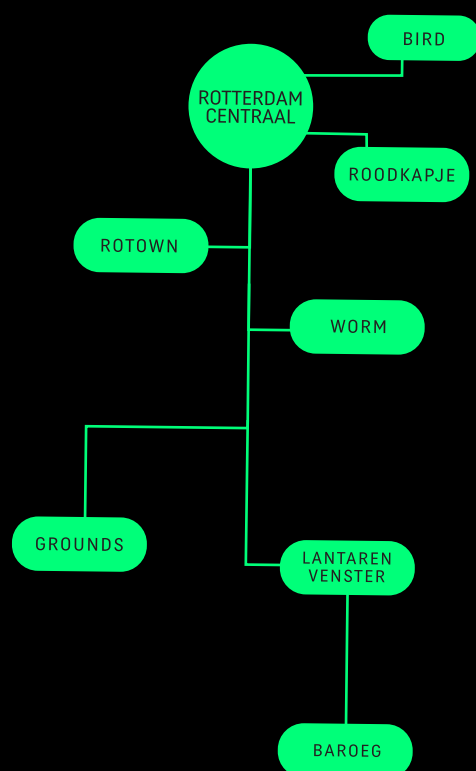 BIRD
ROTTERDAM
CENTRAAL
ROODKAPJE
ROTOWN
WORM
GROUNDS
LANTAREN
VENSTER
BAROEG